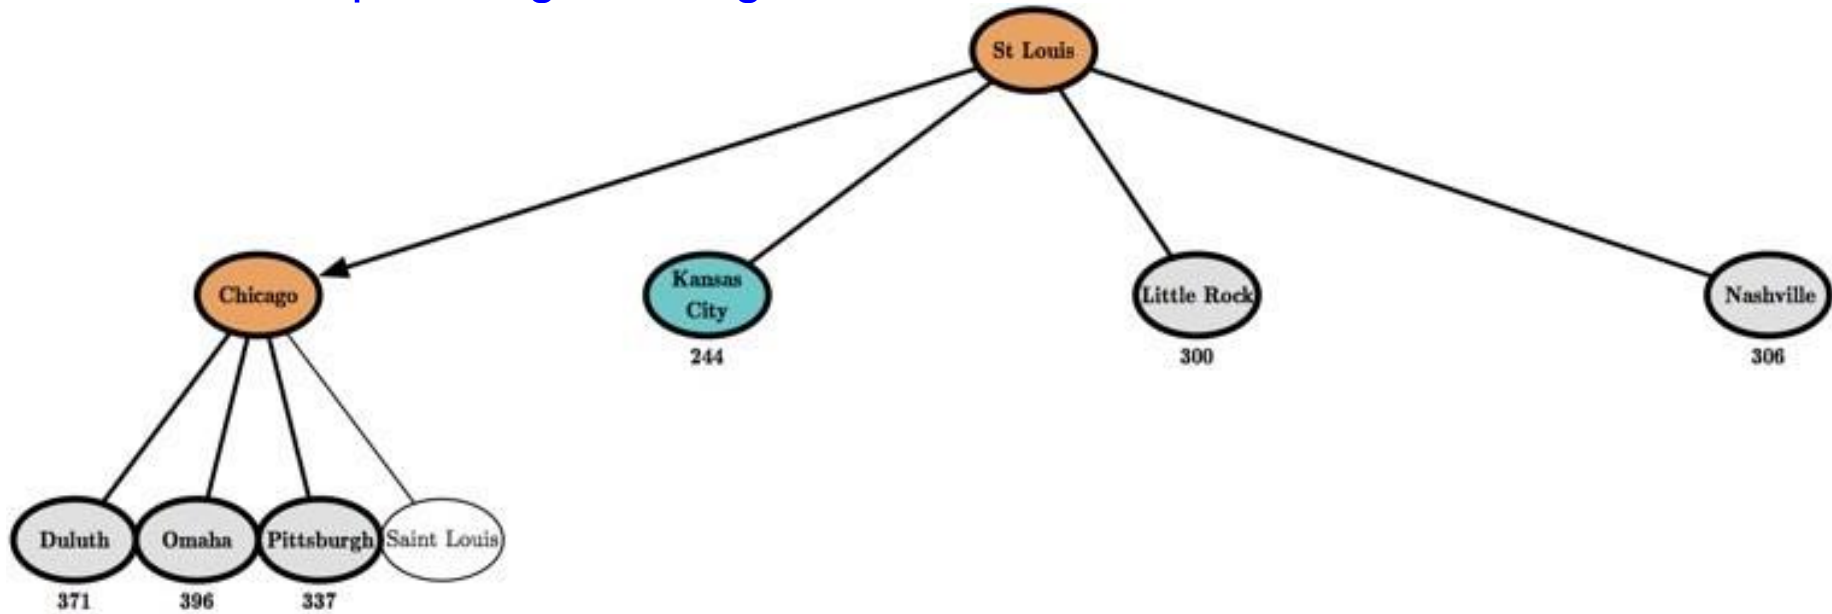 St Louis
Chicago
Kansas
City
Little Rock
Nashville
244
300
306
Duluth
Omaha
Pittsburgh
Saint Louis
371
396
337